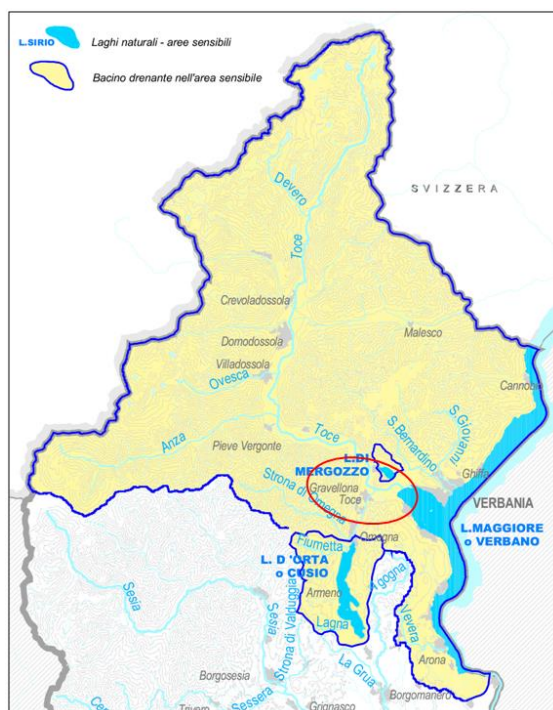 L.SIRIO
Laghi naturali - aree sensibili
Bacino drenante nell'area sensibile
SVIZZERA
Devero
Toce
Crevoladossola
Domodossola
Malesco
Villadossola
Ovesca
Cannobio
Toce
S.Bernardino
S.Giovanni
Anza
Pieve Vergonte
L.DI
MERGOZZO
Ghiffa
Strona di Omegna
Gravellona
Toce
VERBANIA
L.MAGGIORE
o VERBANO
Omegna
Fiumetta
L. D'ORTA
o CUSIO
Agogna
Armeno
Sesia
Sesia
Strona di Valduggia
Lagna
Vevera
La Grua
Arona
Borgosesia
Borgomanero
Sessera
Grignasco
Trivero